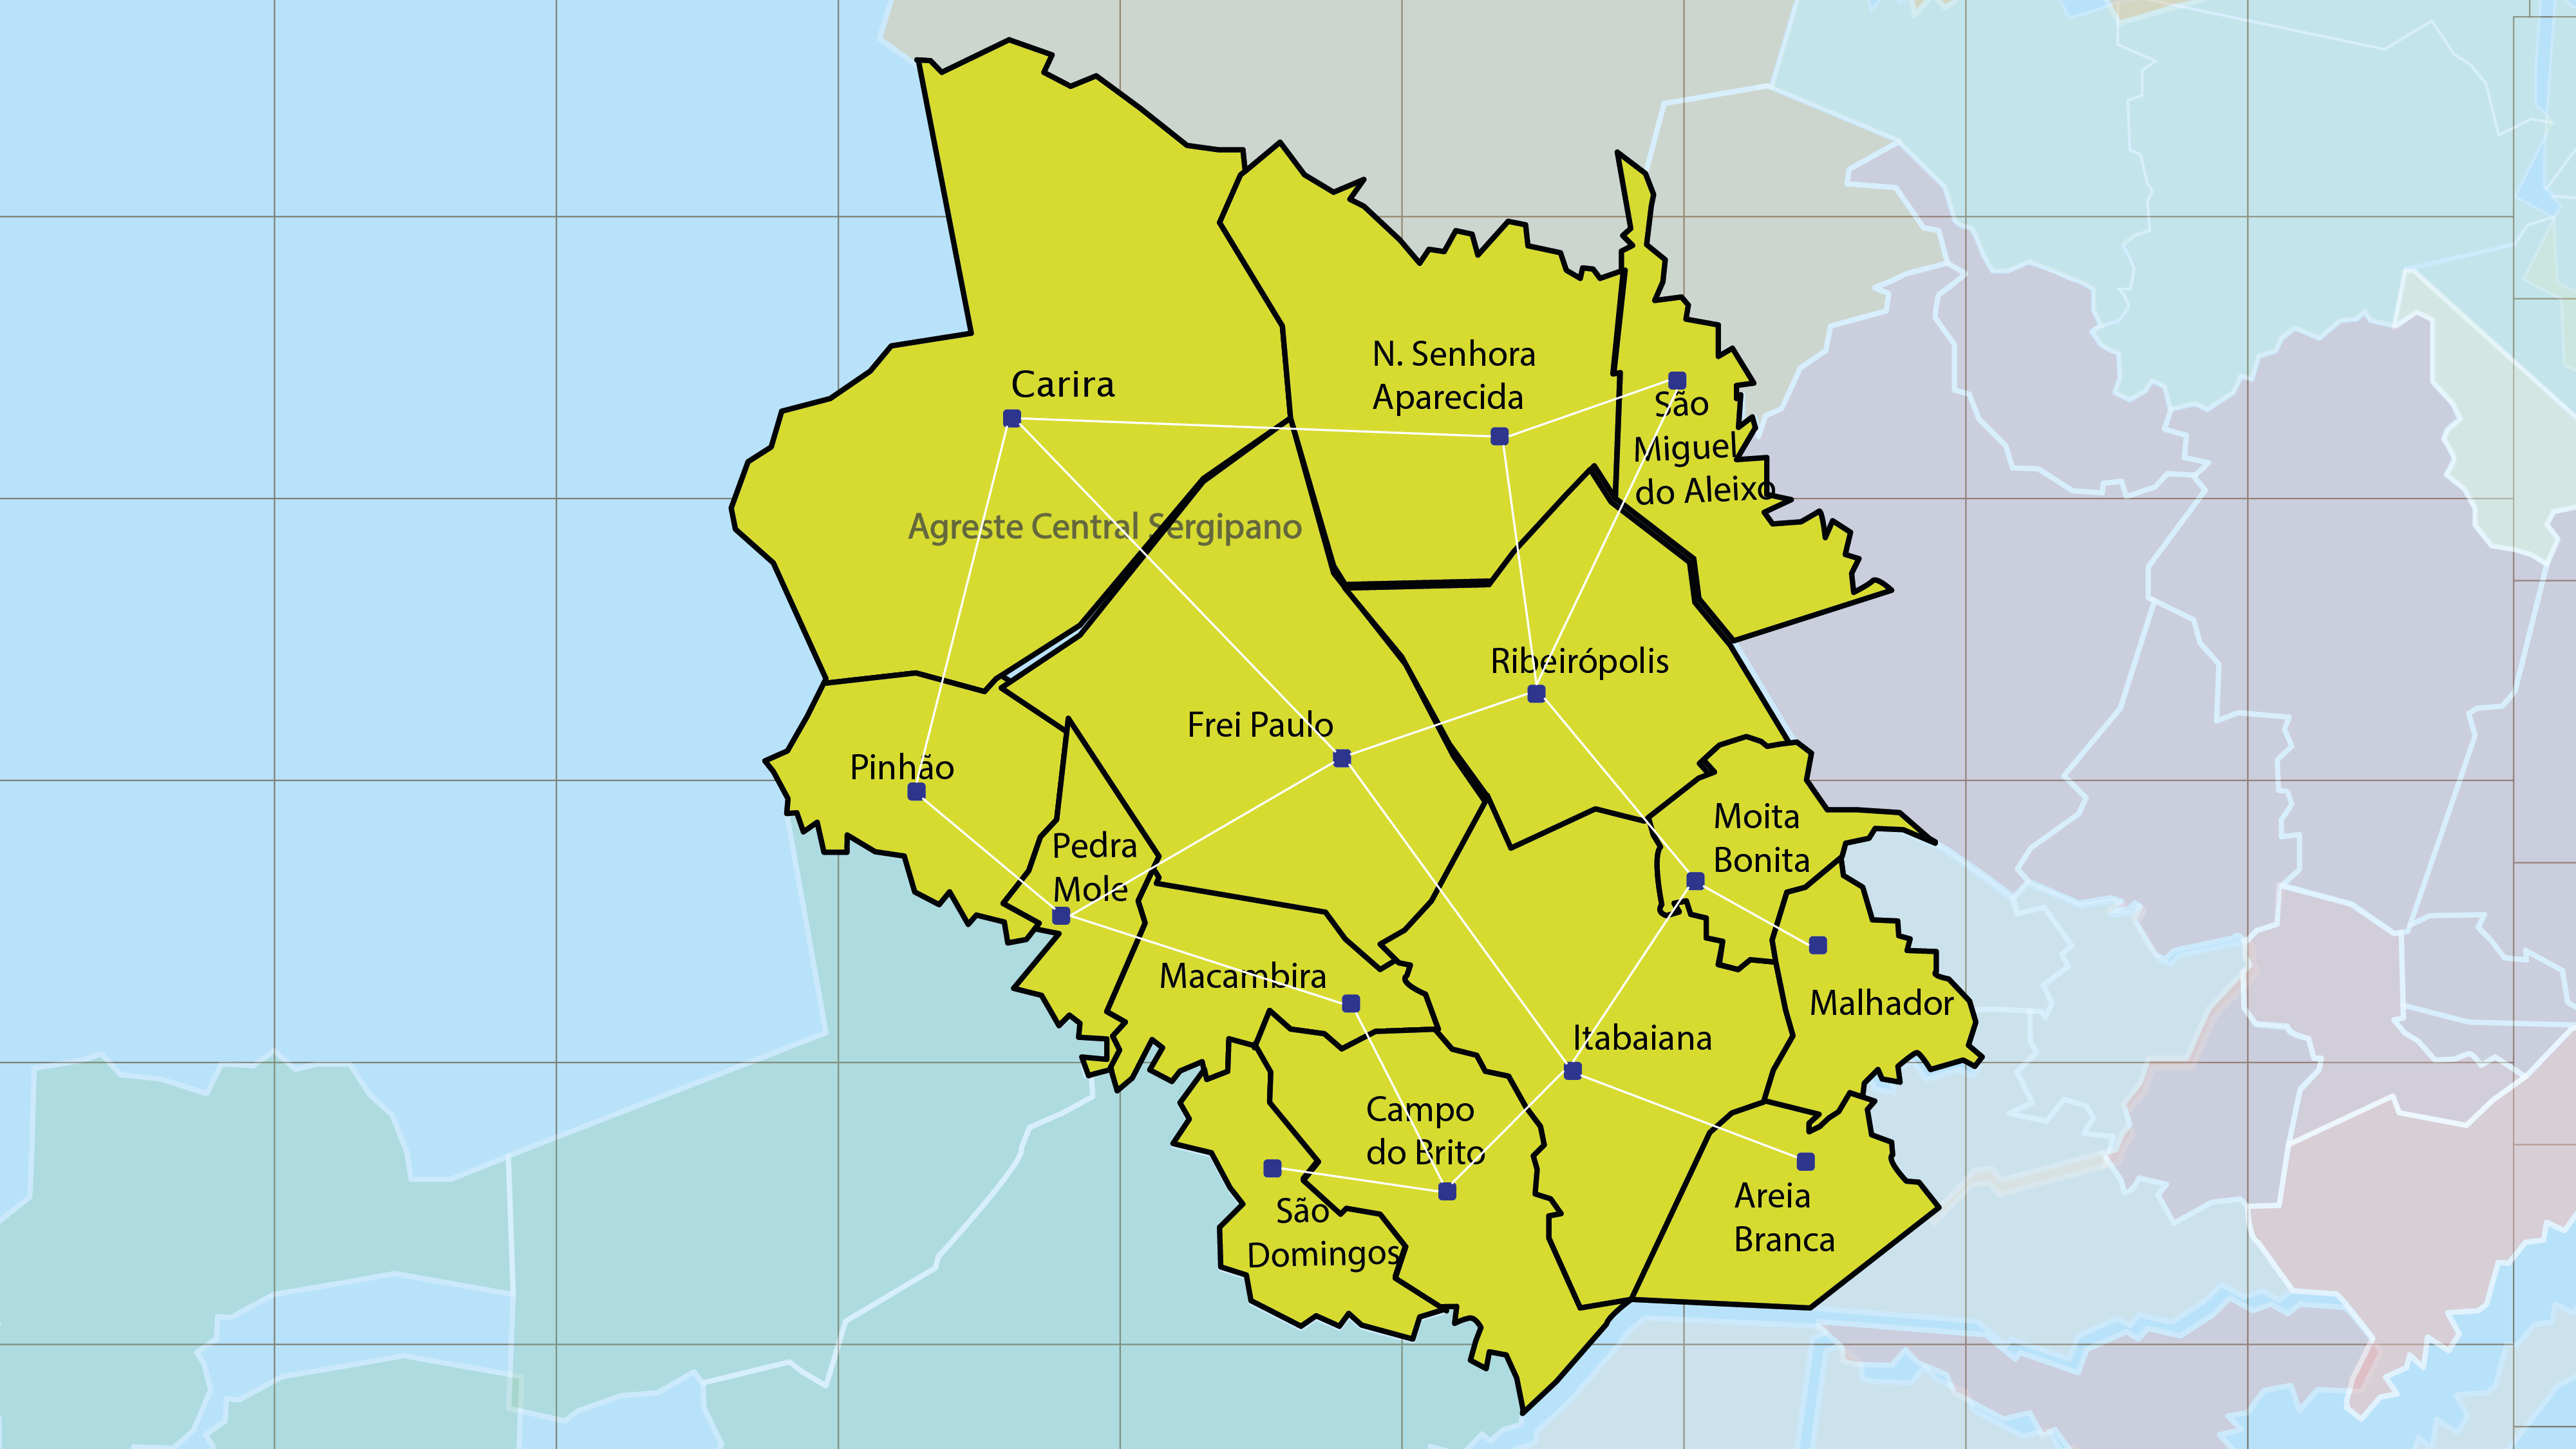 N. Senhora
Aparecida
Carira
São
Miguel
do Aleixo
Agreste Central Sergipano
Ribeirópolis
Frei Paulo
Pinhão
Moita
Bonita
Pedra
Mole
Macambira
Malhador
Itabaiana
Campo
do Brito
São
Domingos
Areia
Branca